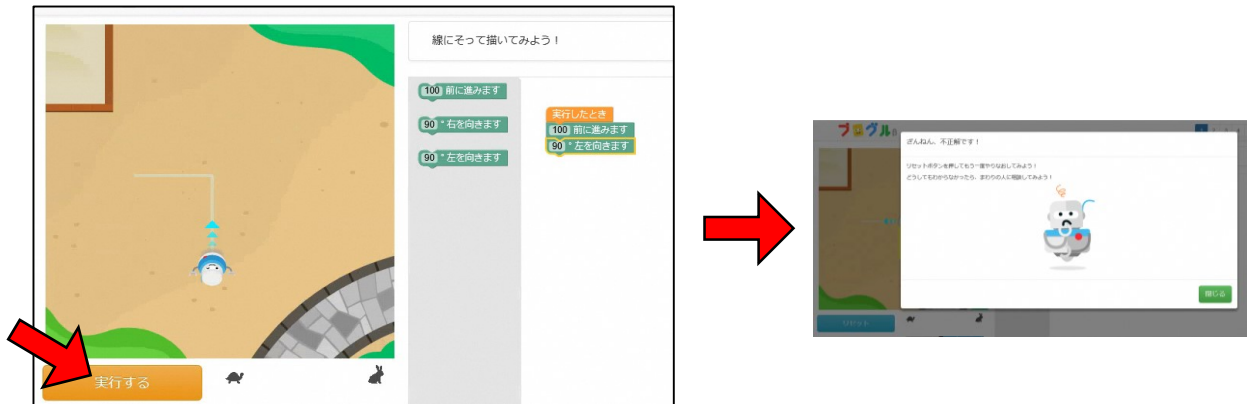 線にそって描いてみよう！
100 前に進みます
90 ° 右を向きます
90 ° 左を向きます
実行したとき
100 前に進みます
90 ° 左を向きます
実行する
プログル
ざんねん、不正解です！
リセットボタンを押してもう一度やりなおしてみよう！
どうしてもわからなかったら、まわりの人に相談してみよう！
閉じる
リセット